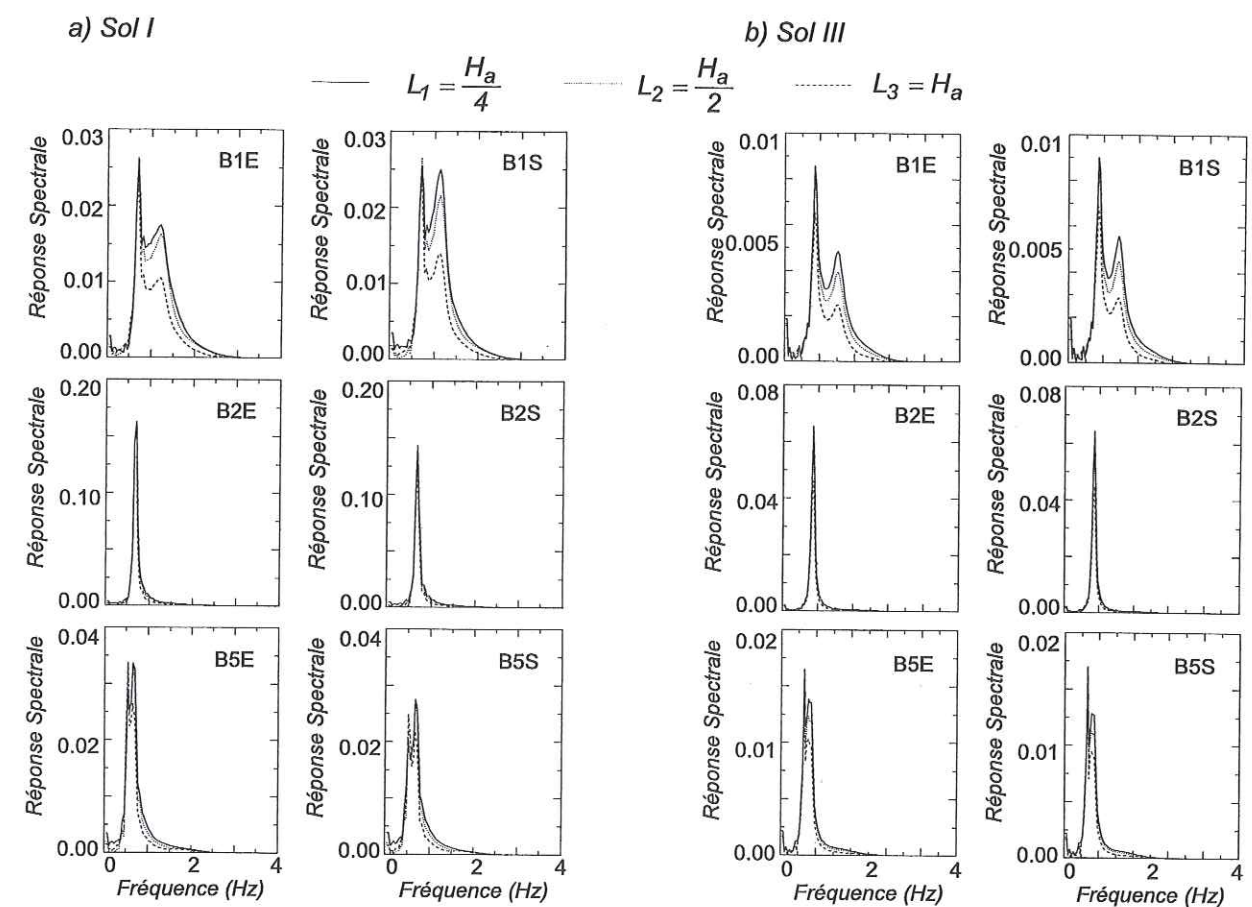 a) Sol I
b) Sol III
L1 = Ha/4
L2 = Ha/2
L3 = Ha
Réponse Spectrale
0.03
0.02
0.01
0.00
B1E
Réponse Spectrale
0.03
0.02
0.01
0.00
B1S
Réponse Spectrale
0.01
0.005
0.00
B1E
Réponse Spectrale
0.01
0.005
0.00
B1S
Réponse Spectrale
0.20
0.10
0.00
B2E
Réponse Spectrale
0.20
0.10
0.00
B2S
Réponse Spectrale
0.08
0.04
0.00
B2E
Réponse Spectrale
0.08
0.04
0.00
B2S
Réponse Spectrale
0.04
0.02
0.00
B5E
0 2 4
Fréquence (Hz)
Réponse Spectrale
0.04
0.02
0.00
B5S
0 2 4
Fréquence (Hz)
Réponse Spectrale
0.02
0.01
0.00
B5E
0 2 4
Fréquence (Hz)
Réponse Spectrale
0.02
0.01
0.00
B5S
0 2 4
Fréquence (Hz)